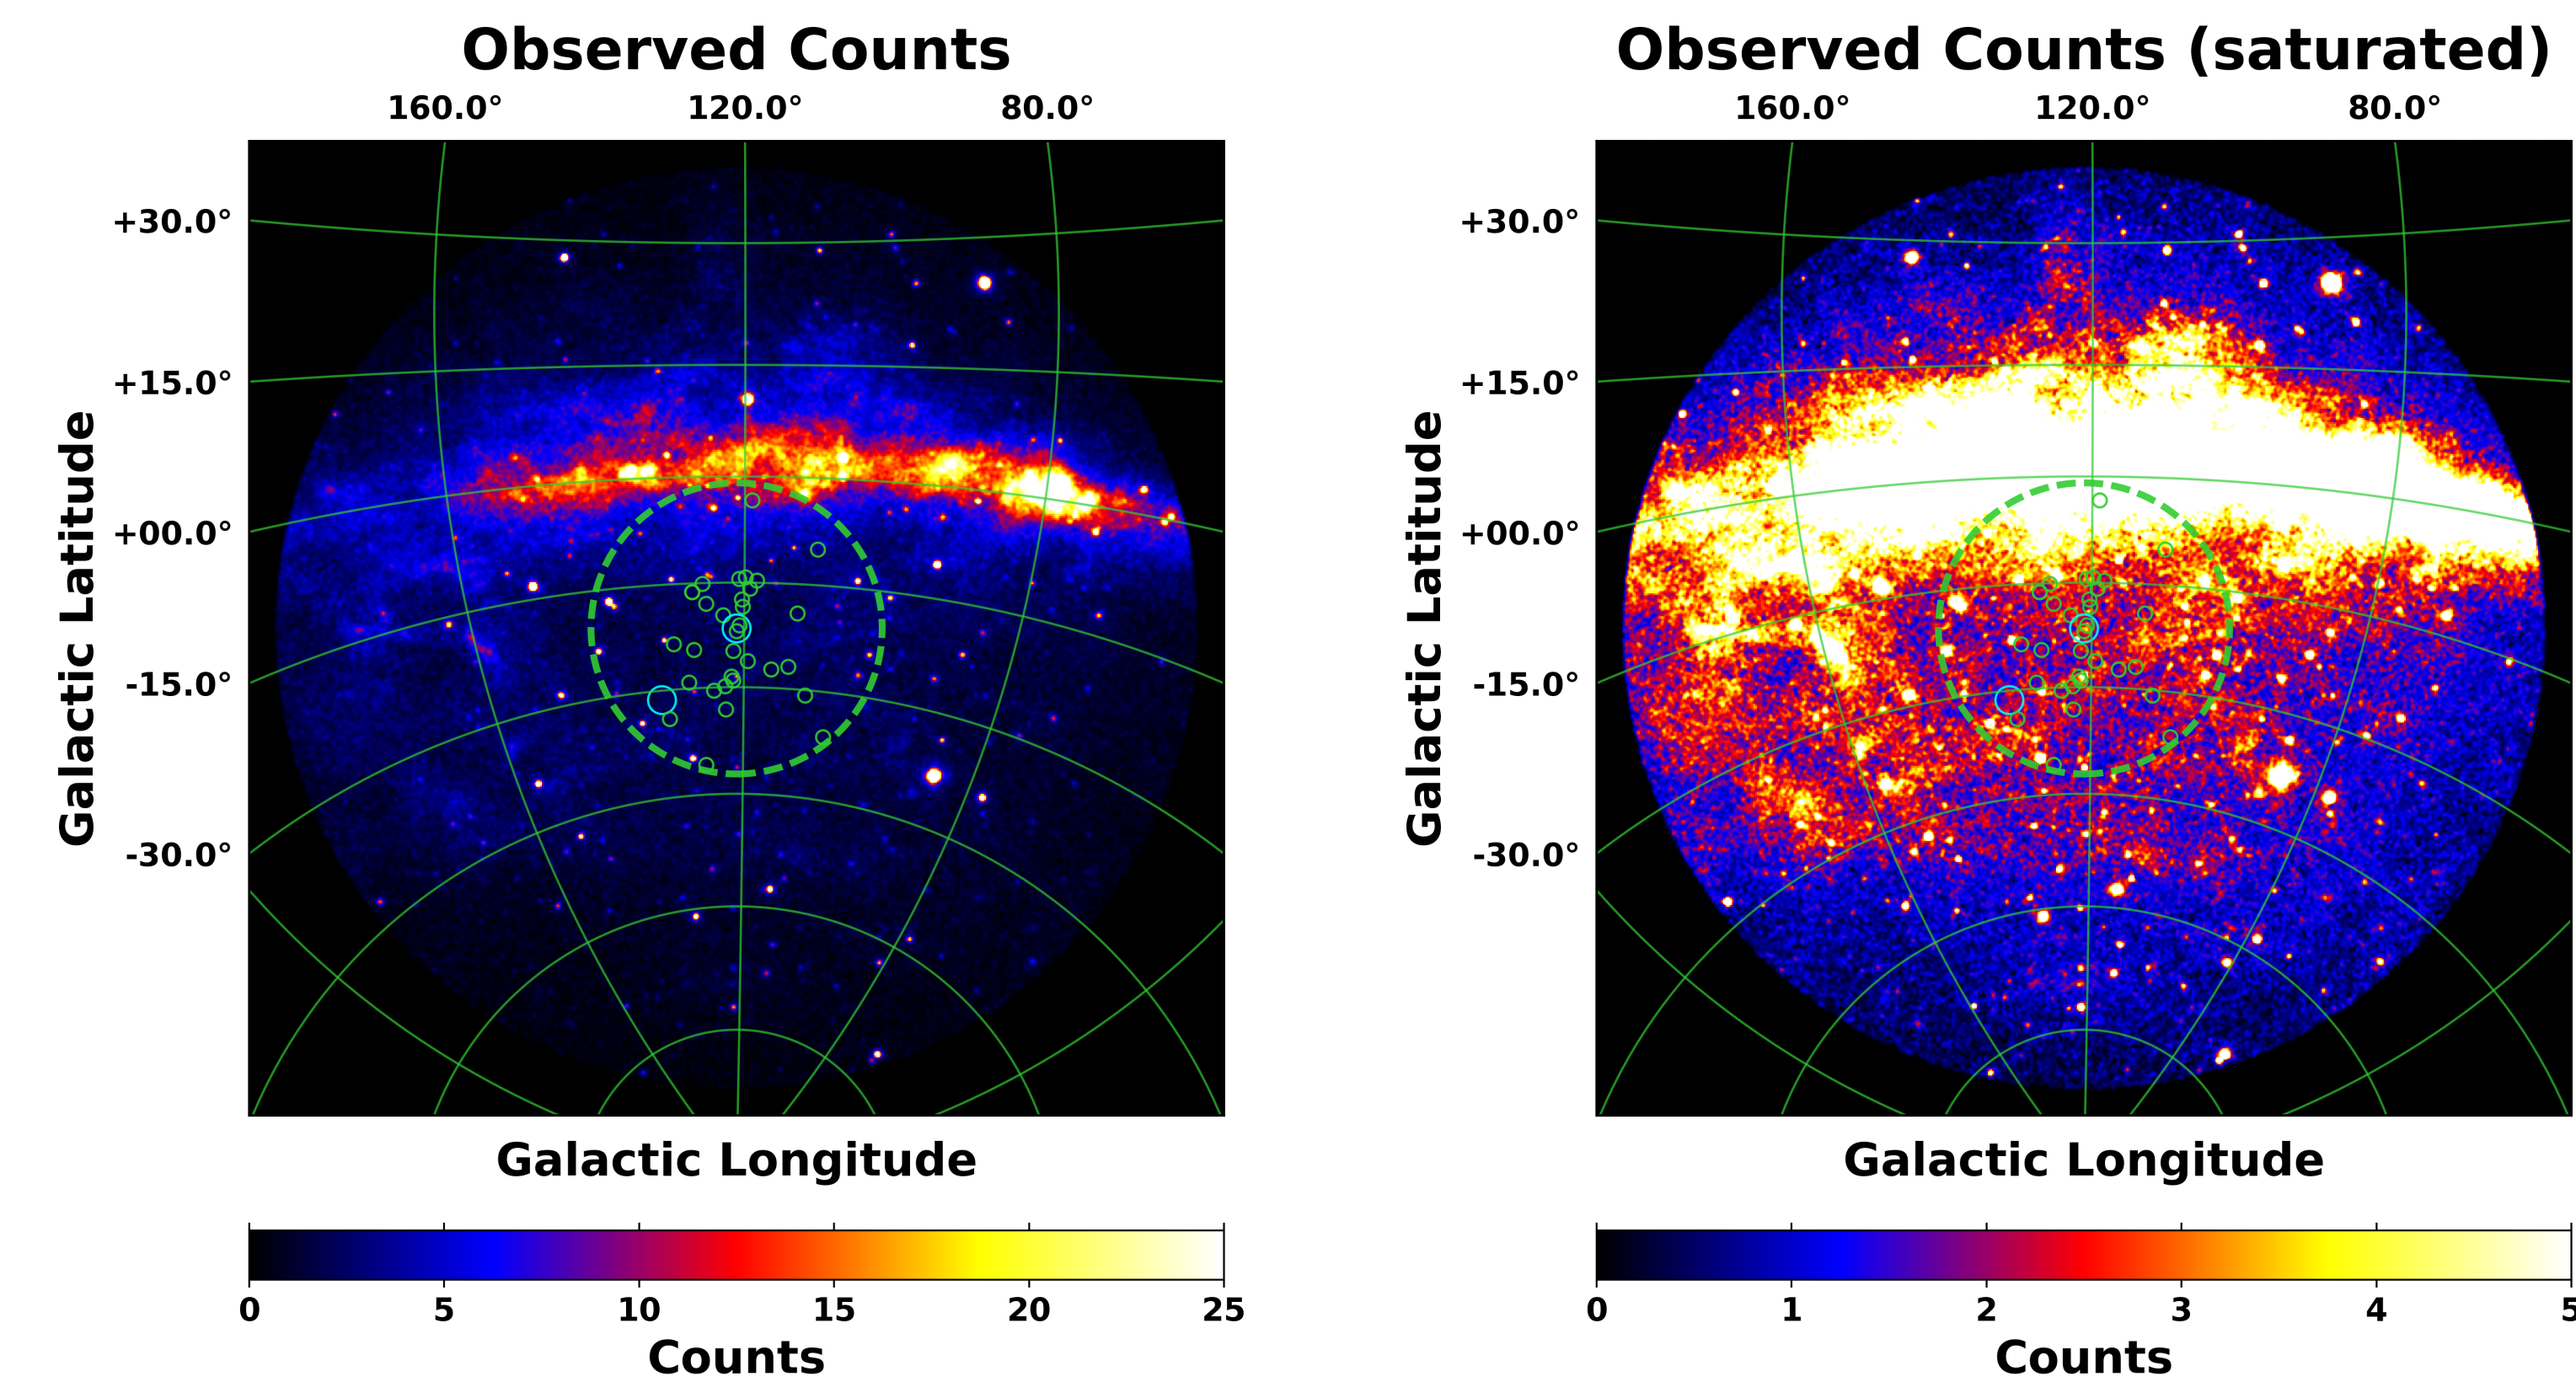 Observed Counts
160.0° 120.0° 80.0°
+30.0°
+15.0°
+00.0°
-15.0°
-30.0°
Galactic Latitude
Galactic Longitude
0 5 10 15 20 25
Counts
Observed Counts (saturated)
160.0° 120.0° 80.0°
+30.0°
+15.0°
+00.0°
-15.0°
-30.0°
Galactic Latitude
Galactic Longitude
0 1 2 3 4 5
Counts